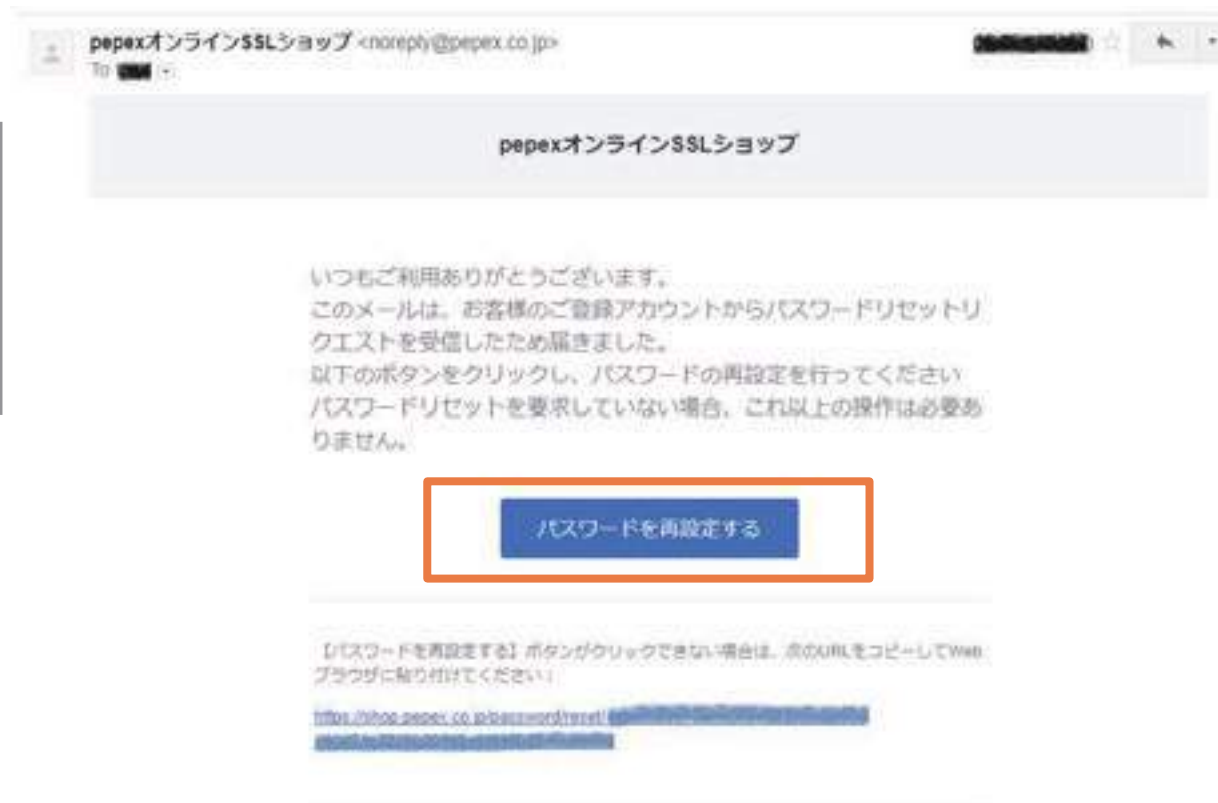 pepexオンラインSSLショップ <noreply@pepex.co.jp>
To
pepexオンラインSSLショップ
いつもご利用ありがとうございます。
このメールは、お客様のご登録アカウントからパスワードリセットリ
クエストを受信したため届きました。
以下のボタンをクリックし、パスワードの再設定を行ってください
パスワードリセットを要求していない場合、これ以上の操作は必要あ
りません。
パスワードを再設定する
【パスワードを再設定する】ボタンがクリックできない場合は、次のURLをコピーしてWeb
ブラウザに貼り付けてください：
https://shop.pepex.co.jp/password/reset/